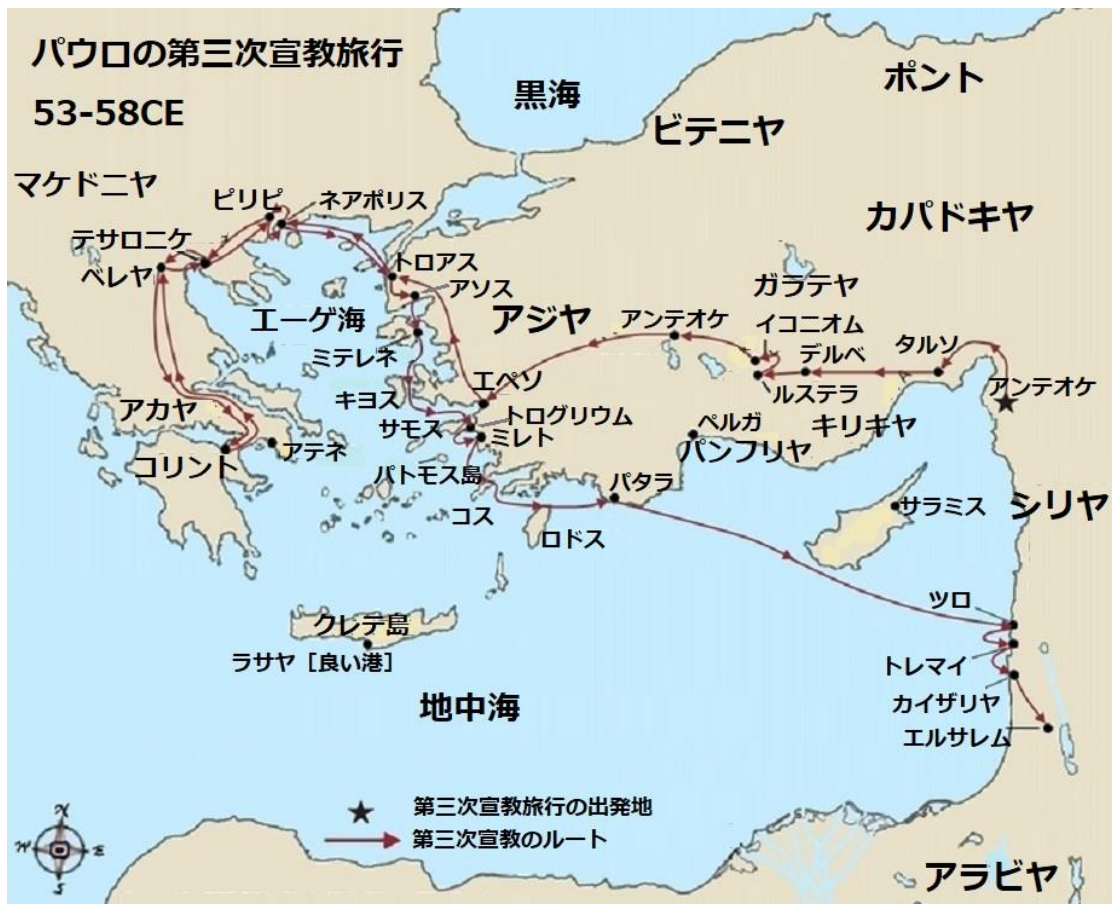 パウロの第三次宣教旅行
53-58CE
黒海
ポント
ビテニヤ
マケドニヤ
ピリピ
ネアポリス
カパドキヤ
テサロニケ
ベレヤ
トロアス
アソス
ガラテヤ
エーゲ海
アジヤ
アンテオケ
イコニオム
ミテレネ
デルベ
タルソ
エペソ
ルステラ
アンテオケ
キヨス
トログリウム
アカヤ
サモス
ミレト
ペルガ
キリキヤ
アテネ
パンフリヤ
コリント
パトモス島
パタラ
コス
サラミス
シリヤ
ロドス
ツロ
クレテ島
ラサヤ［良い港］
トレマイ
地中海
カイザリヤ
エルサレム
第三次宣教旅行の出発地
第三次宣教のルート
N
W
E
S
アラビヤ